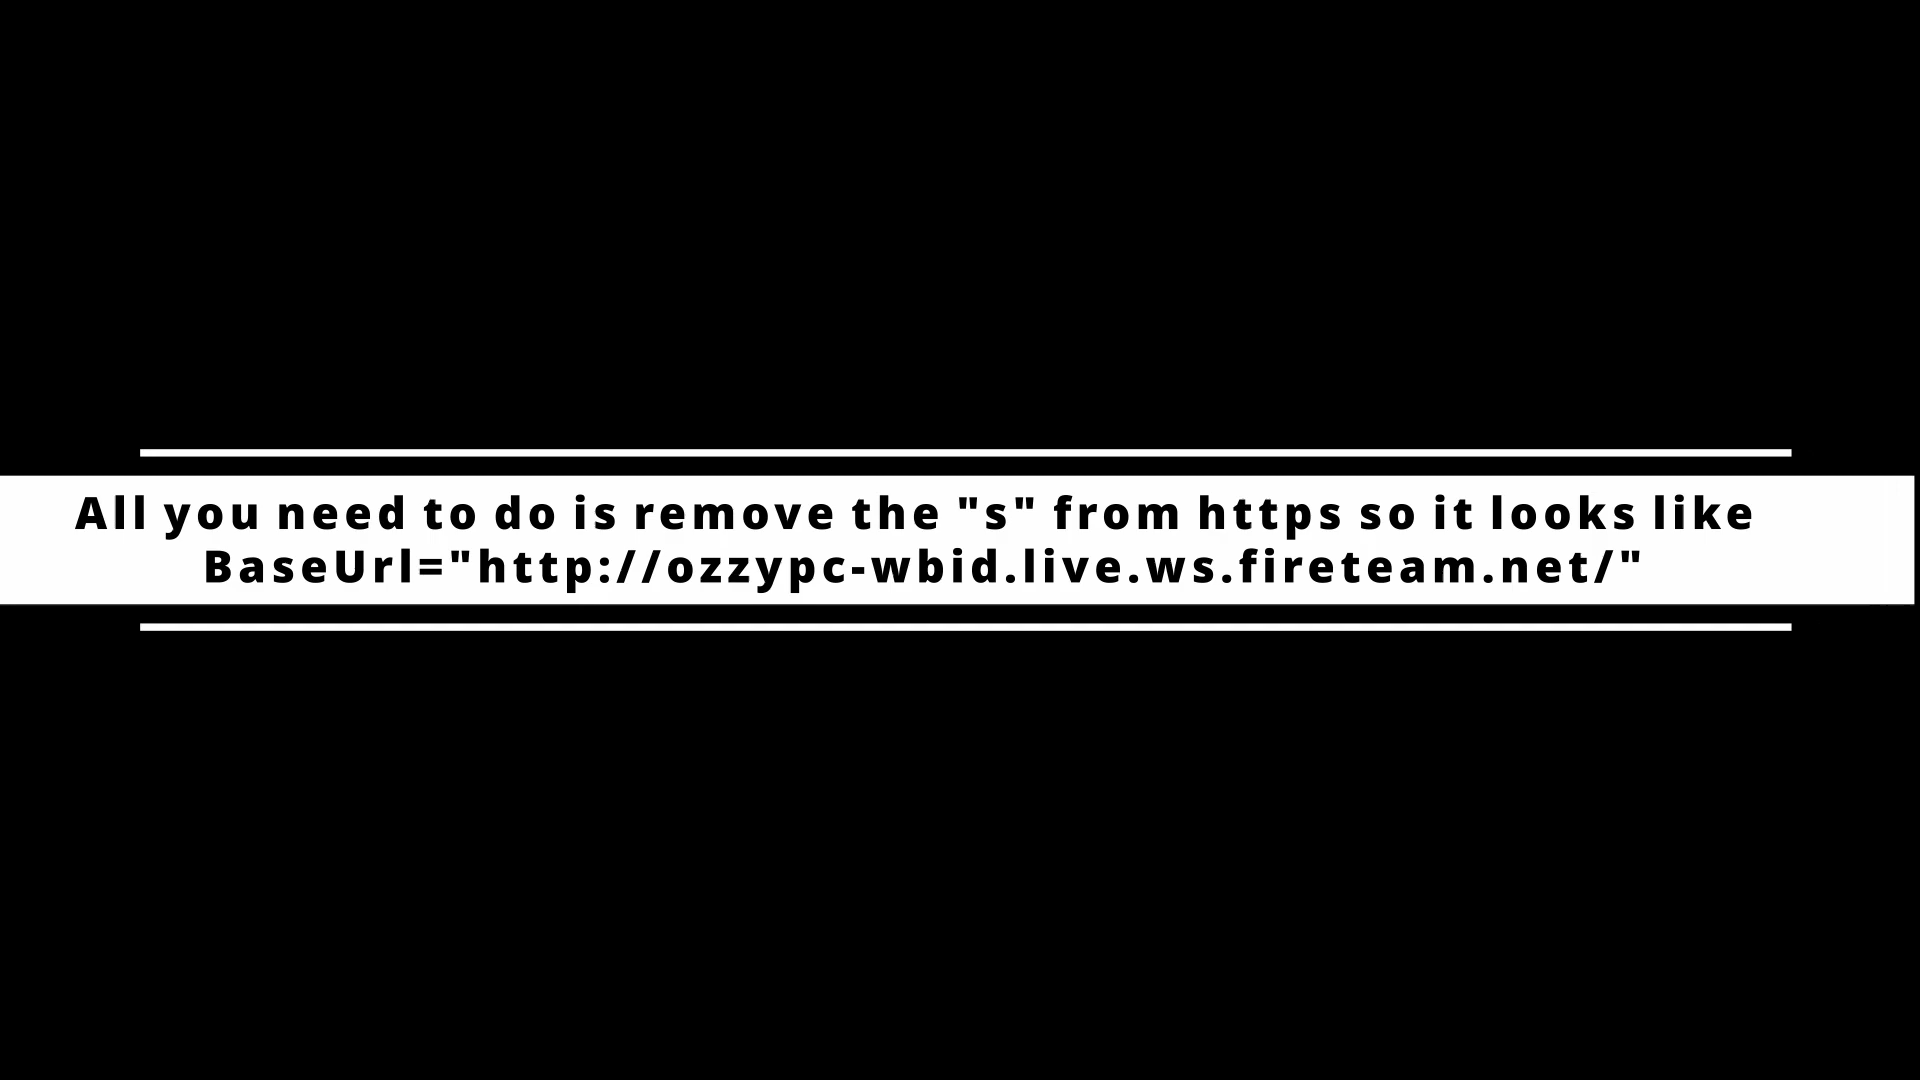 All you need to do is remove the "s" from https so it looks like
BaseUrl="http://ozzypc-wbid.live.ws.fireteam.net/"